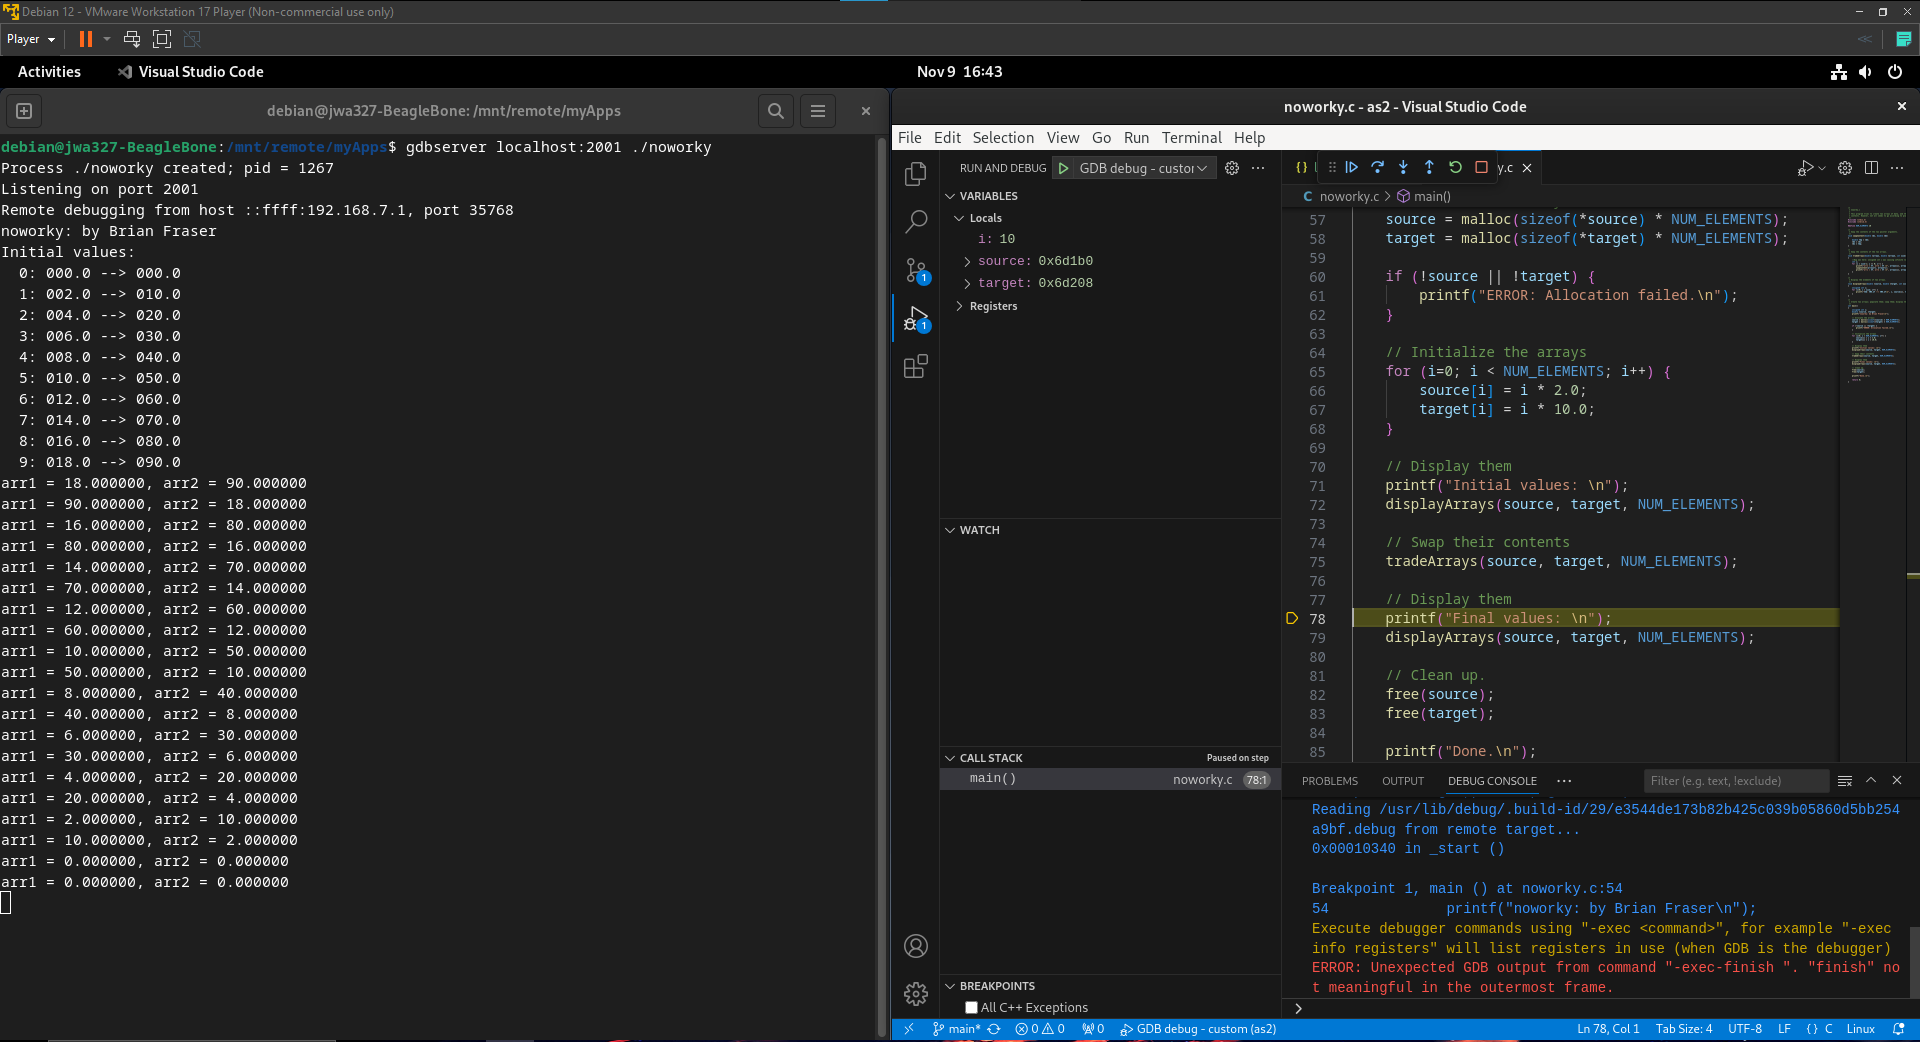 Debian 12 - VMware Workstation 17 Player (Non-commercial use only)
Player
Activities
Visual Studio Code
Nov 9 16:43
debian@jwa327-BeagleBone: /mnt/remote/myApps
debian@jwa327-BeagleBone:/mnt/remote/myApps$ gdbserver localhost:2001 ./noworky
Process ./noworky created; pid = 1267
Listening on port 2001
Remote debugging from host ::ffff:192.168.7.1, port 35768
noworky: by Brian Fraser
Initial values:
0: 000.0 --> 000.0
1: 002.0 --> 010.0
2: 004.0 --> 020.0
3: 006.0 --> 030.0
4: 008.0 --> 040.0
5: 010.0 --> 050.0
6: 012.0 --> 060.0
7: 014.0 --> 070.0
8: 016.0 --> 080.0
9: 018.0 --> 090.0
arr1 = 18.000000, arr2 = 90.000000
arr1 = 90.000000, arr2 = 18.000000
arr1 = 16.000000, arr2 = 80.000000
arr1 = 80.000000, arr2 = 16.000000
arr1 = 14.000000, arr2 = 70.000000
arr1 = 70.000000, arr2 = 14.000000
arr1 = 12.000000, arr2 = 60.000000
arr1 = 60.000000, arr2 = 12.000000
arr1 = 10.000000, arr2 = 50.000000
arr1 = 50.000000, arr2 = 10.000000
arr1 = 8.000000, arr2 = 40.000000
arr1 = 40.000000, arr2 = 8.000000
arr1 = 6.000000, arr2 = 30.000000
arr1 = 30.000000, arr2 = 6.000000
arr1 = 4.000000, arr2 = 20.000000
arr1 = 20.000000, arr2 = 4.000000
arr1 = 2.000000, arr2 = 10.000000
arr1 = 10.000000, arr2 = 2.000000
arr1 = 0.000000, arr2 = 0.000000
arr1 = 0.000000, arr2 = 0.000000
noworky.c - as2 - Visual Studio Code
File Edit Selection View Go Run Terminal Help
1
1
RUN AND DEBUG
GDB debug - custor
VARIABLES
Locals
i: 10
source: 0x6d1b0
target: 0x6d208
Registers
WATCH
CALL STACK
Paused on step
main()
noworky.c
78:1
BREAKPOINTS
All C++ Exceptions
y.c
C noworky.c > main()
57 source = malloc(sizeof(*source) * NUM_ELEMENTS);
58 target = malloc(sizeof(*target) * NUM_ELEMENTS);
59
60 if (!source || !target) {
61 printf("ERROR: Allocation failed.\n");
62 }
63
64 // Initialize the arrays
65 for (i=0; i < NUM_ELEMENTS; i++) {
66 source[i] = i * 2.0;
67 target[i] = i * 10.0;
68 }
69
70 // Display them
71 printf("Initial values: \n");
72 displayArrays(source, target, NUM_ELEMENTS);
73
74 // Swap their contents
75 tradeArrays(source, target, NUM_ELEMENTS);
76
77 // Display them
78 printf("Final values: \n");
79 displayArrays(source, target, NUM_ELEMENTS);
80
81 // Clean up.
82 free(source);
83 free(target);
84
85 printf("Done.\n");
PROBLEMS OUTPUT DEBUG CONSOLE
Filter (e.g. text, !exclude)
Reading /usr/lib/debug/.build-id/29/e3544de173b82b425c039b05860d5bb254
a9bf.debug from remote target...
0x00010340 in _start ()
Breakpoint 1, main () at noworky.c:54
54 printf("noworky: by Brian Fraser\n");
Execute debugger commands using "-exec <command>", for example "-exec
info registers" will list registers in use (when GDB is the debugger)
ERROR: Unexpected GDB output from command "-exec-finish ". "finish" no
t meaningful in the outermost frame.
main*
0 0
0
GDB debug - custom (as2)
Ln 78, Col 1
Tab Size: 4
UTF-8
LF
{ } C
Linux